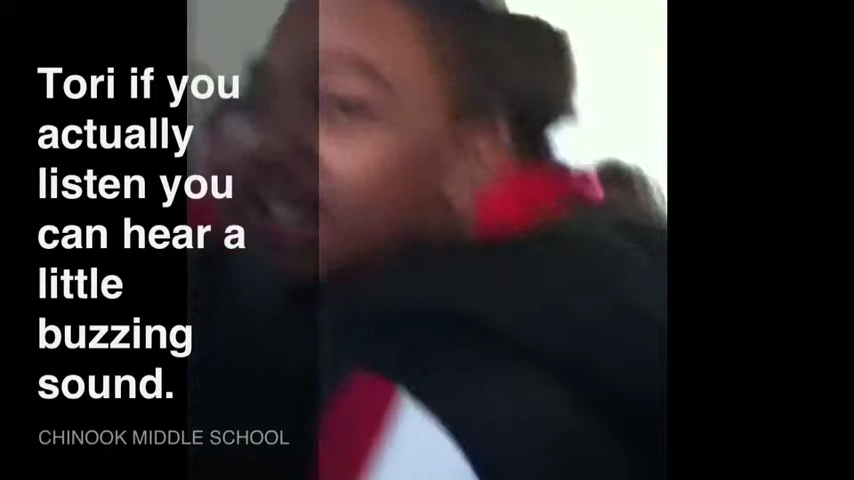 Tori if you
actually
listen you
can hear a
little
buzzing
sound.
CHINOOK MIDDLE SCHOOL